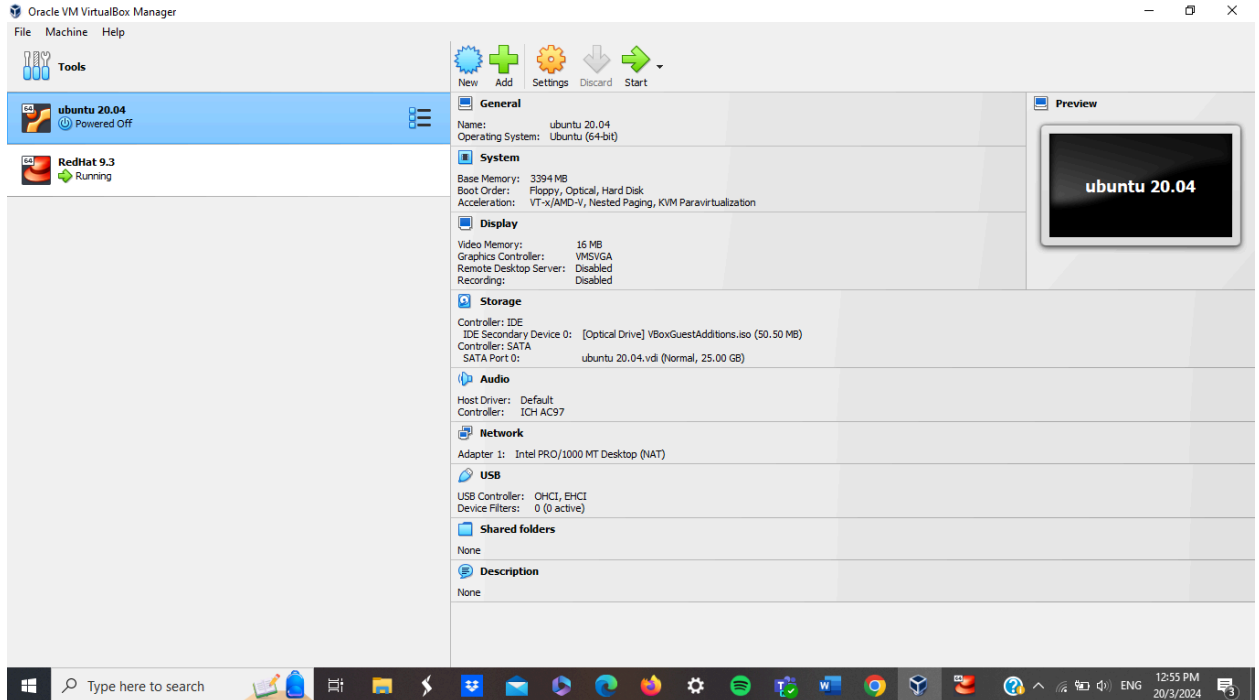 Oracle VM VirtualBox Manager
File Machine Help
Tools
New Add Settings Discard Start
64
ubuntu 20.04
Powered Off
64
RedHat 9.3
Running
General
Name: ubuntu 20.04
Operating System: Ubuntu (64-bit)
System
Base Memory: 3394 MB
Boot Order: Floppy, Optical, Hard Disk
Acceleration: VT-x/AMD-V, Nested Paging, KVM Paravirtualization
Display
Video Memory: 16 MB
Graphics Controller: VMSVGA
Remote Desktop Server: Disabled
Recording: Disabled
Storage
Controller: IDE
IDE Secondary Device 0: [Optical Drive] VBoxGuestAdditions.iso (50.50 MB)
Controller: SATA
SATA Port 0: ubuntu 20.04.vdi (Normal, 25.00 GB)
Audio
Host Driver: Default
Controller: ICH AC97
Network
Adapter 1: Intel PRO/1000 MT Desktop (NAT)
USB
USB Controller: OHCI, EHCI
Device Filters: 0 (0 active)
Shared folders
None
Description
None
Preview
ubuntu 20.04
Type here to search
ENG
12:55 PM
20/3/2024
3